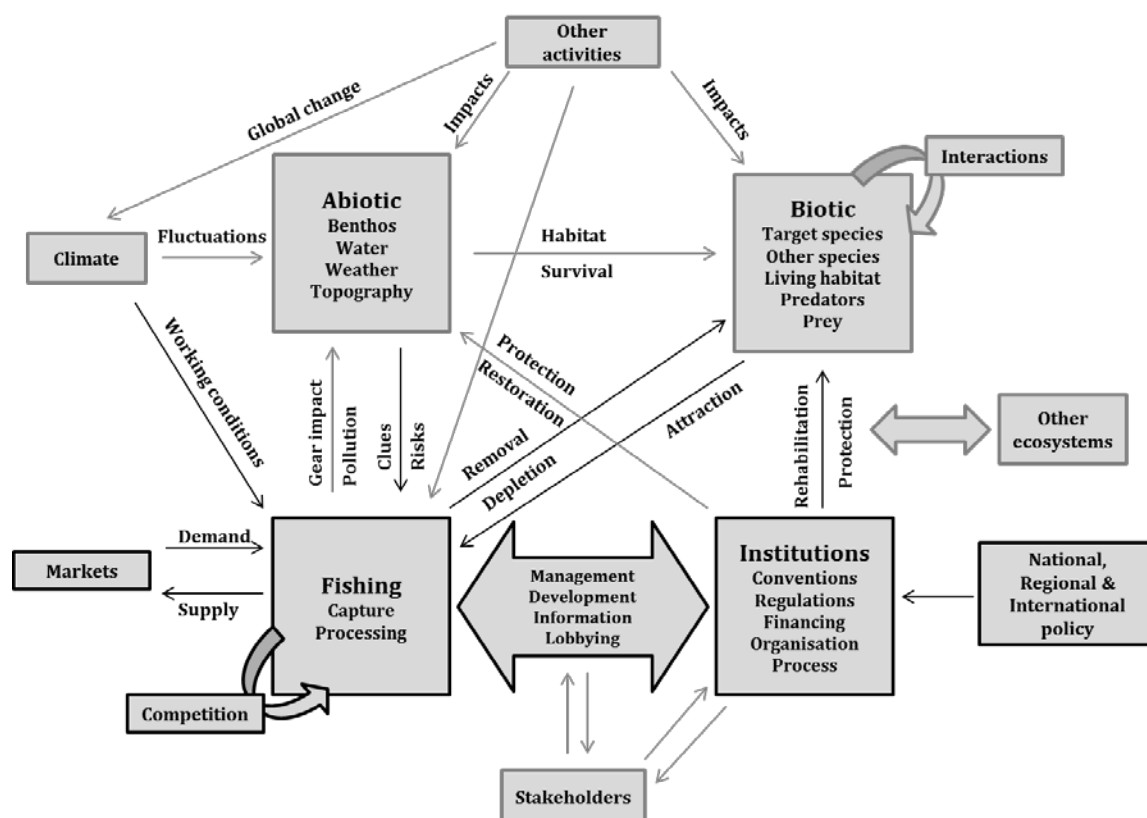 Other
activities
Global change
Impacts
Impacts
Interactions
Abiotic
Benthos
Water
Weather
Topography
Biotic
Target species
Other species
Living habitat
Predators
Prey
Climate
Fluctuations
Habitat
Survival
Working conditions
Gear impact
Pollution
Clues
Risks
Protection
Restoration
Removal
Depletion
Attraction
Rehabilitation
Protection
Other
ecosystems
Markets
Demand
Supply
Fishing
Capture
Processing
Management
Development
Information
Lobbying
Institutions
Conventions
Regulations
Financing
Organisation
Process
National,
Regional &
International
policy
Competition
Stakeholders